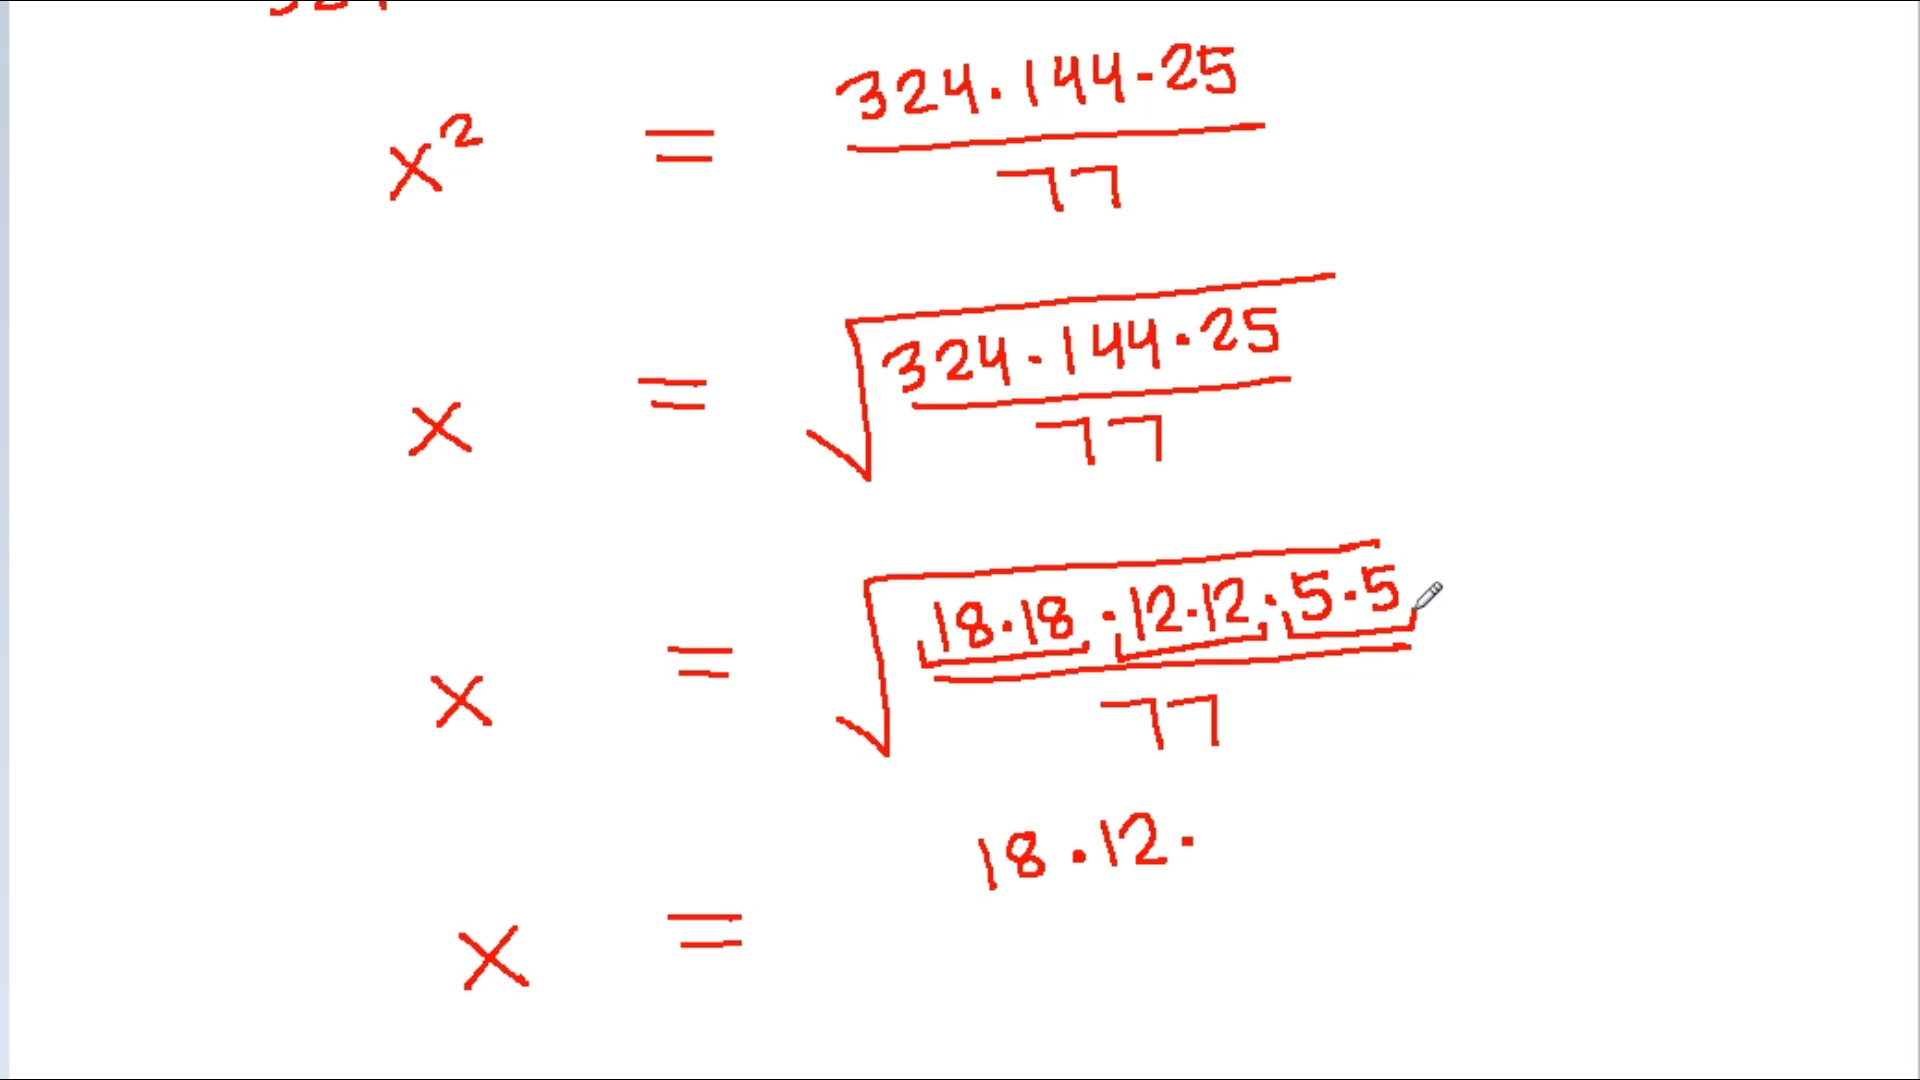 x² = 324·144·25 / 77
x = √(324·144·25 / 77)
x = √(18·18·12·12·5·5 / 77)
x = 18·12·